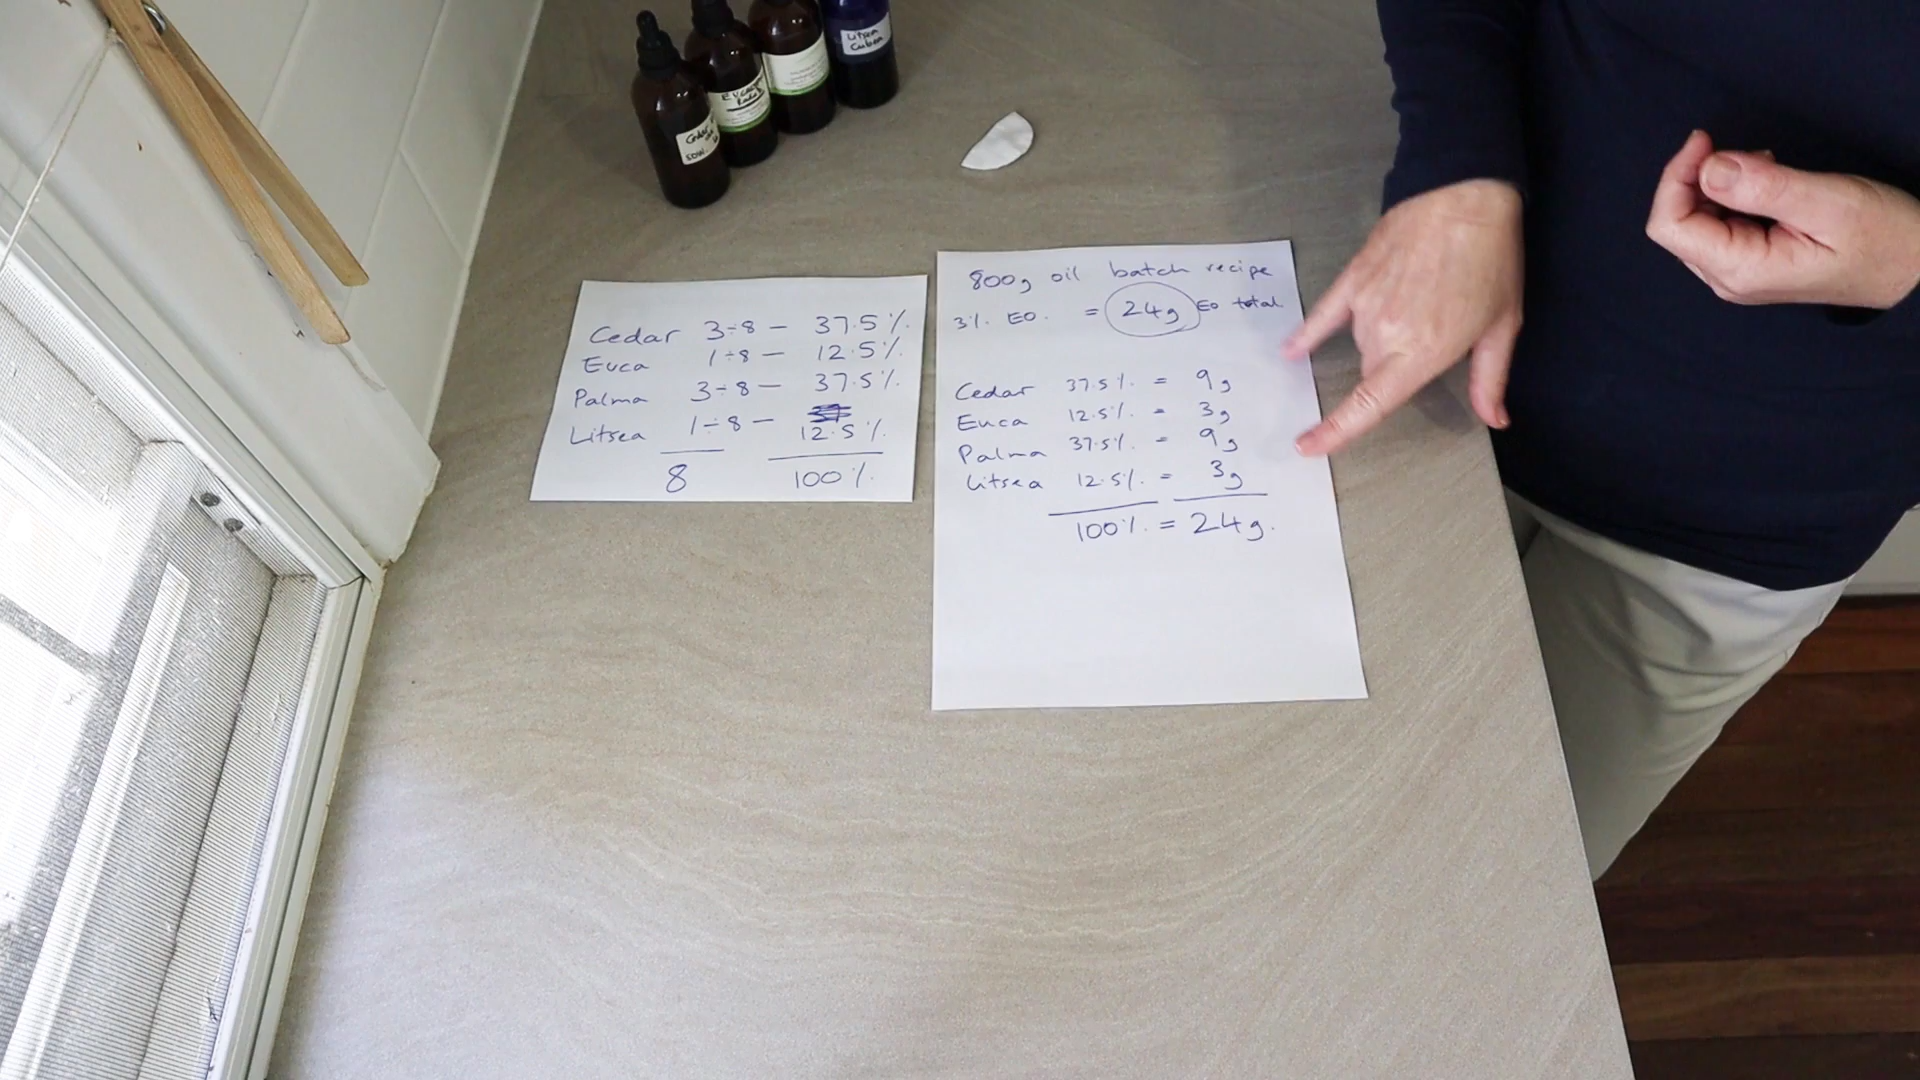 Litsea
Cubeba
Cedar
Cedar 3÷8 — 37.5%
Euca 1÷8 — 12.5%
Palma 3÷8 — 37.5%
Litsea 1÷8 — 12.5%
8 100%
800g oil batch recipe
3% EO. = 24g EO total
Cedar 37.5% = 9g
Euca 12.5% = 3g
Palma 37.5% = 9g
Litsea 12.5% = 3g
100% = 24g.